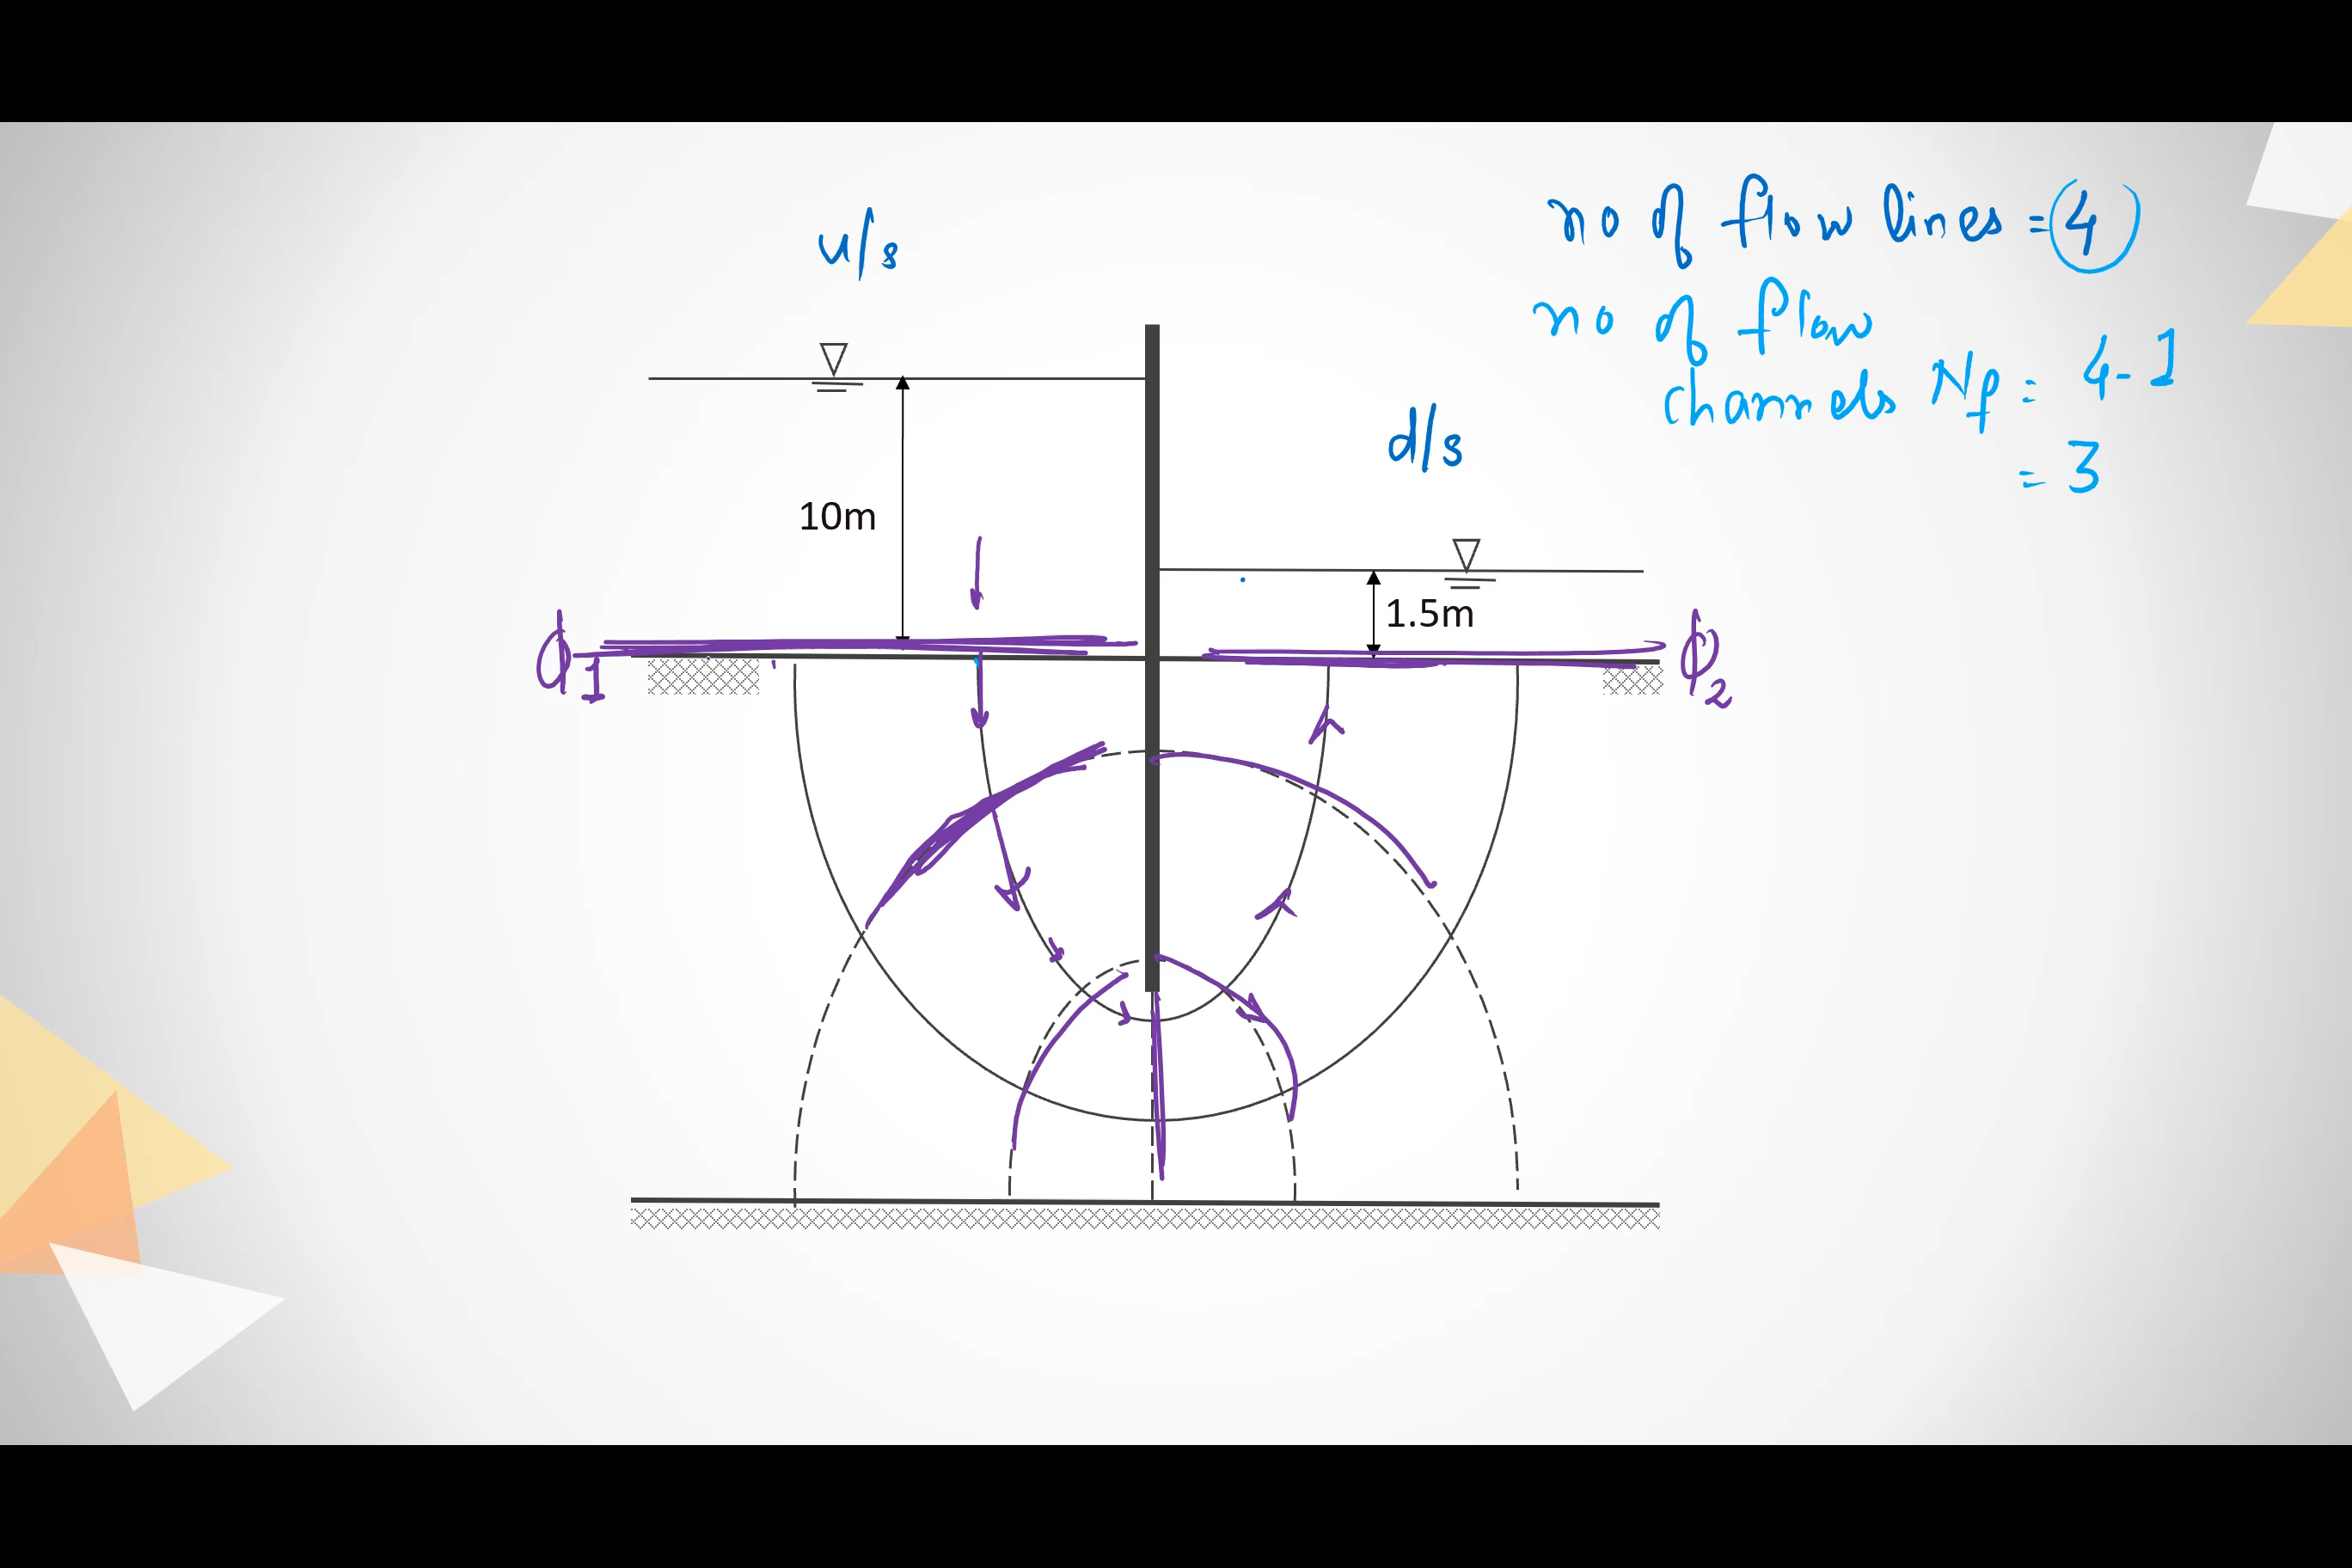 u/s
no of flow lines = 4
no of flow
channels Nf = 4-1
= 3
d/s
10m
1.5m
ϕ1
ϕ2